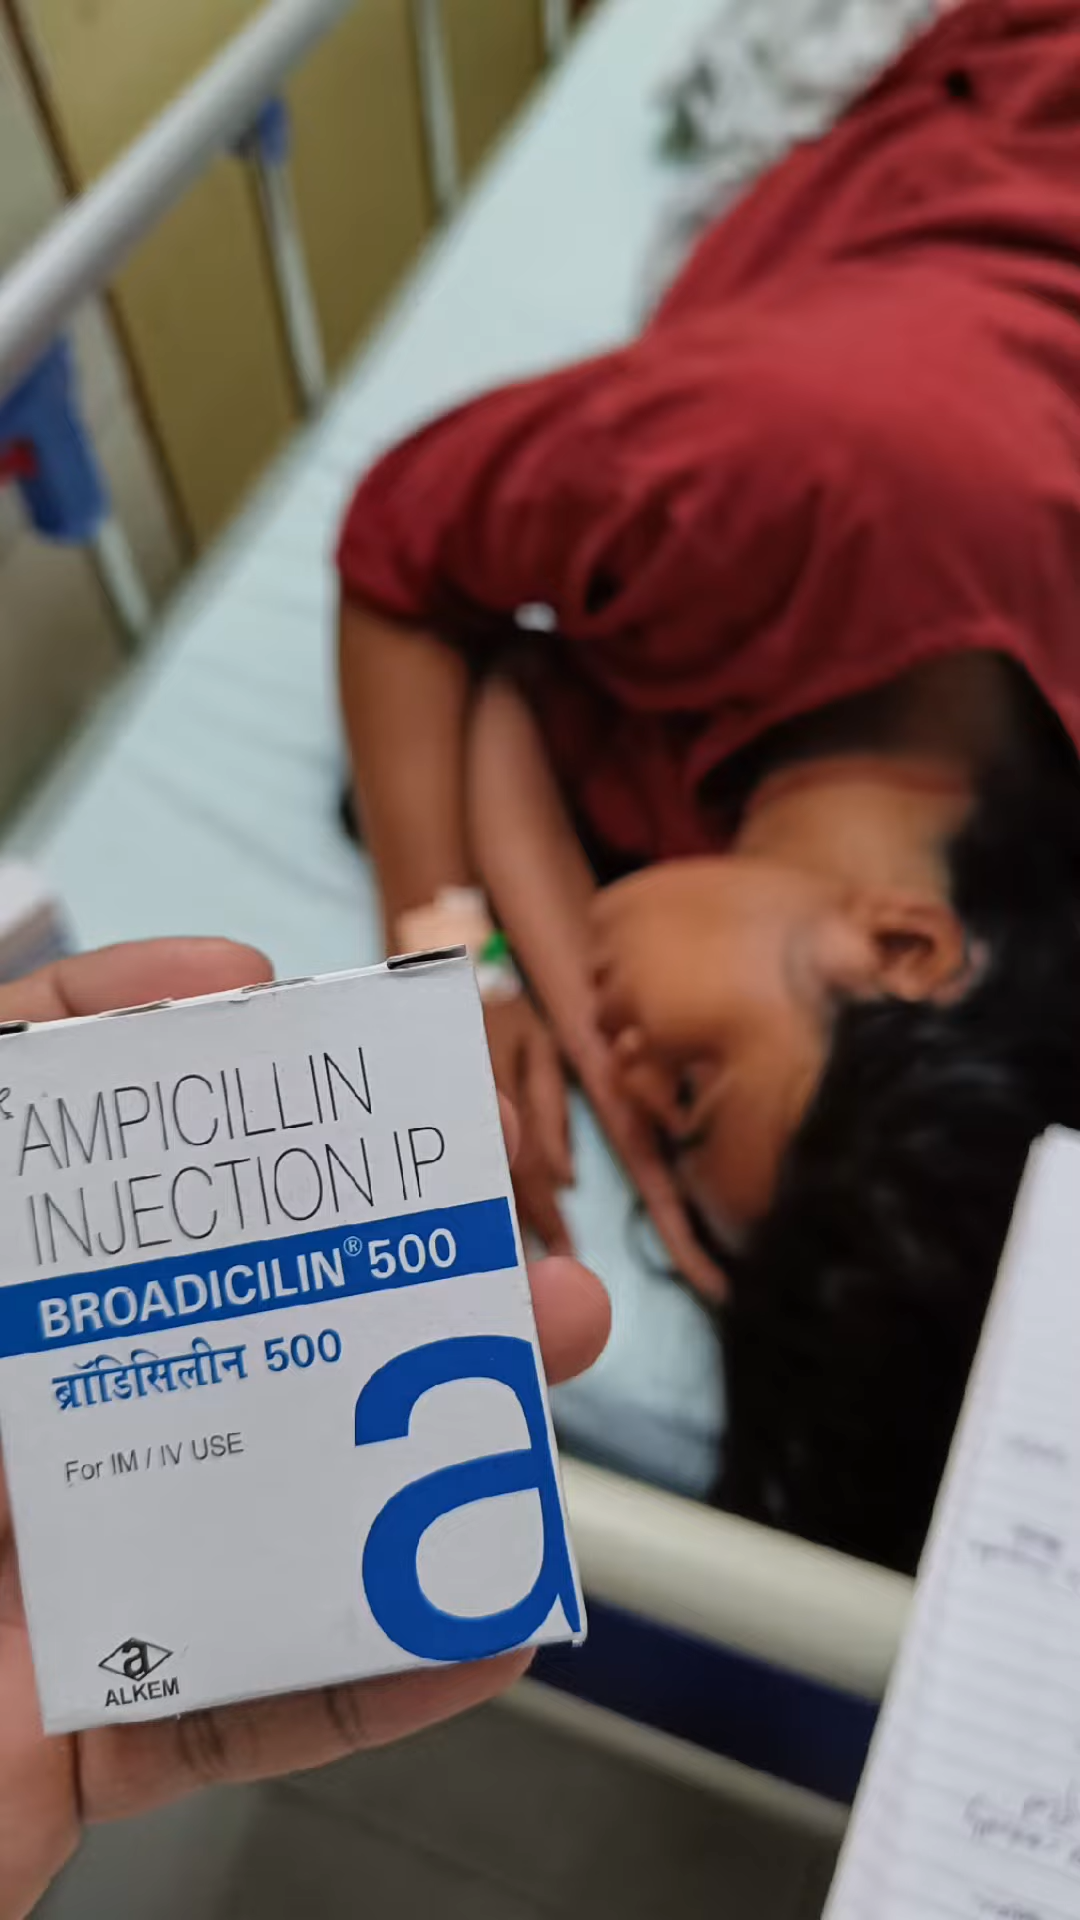 AMPICILLIN
INJECTION IP
BROADICILIN® 500
ब्रॉडिसिलीन 500
For IM / IV USE
a
a
ALKEM